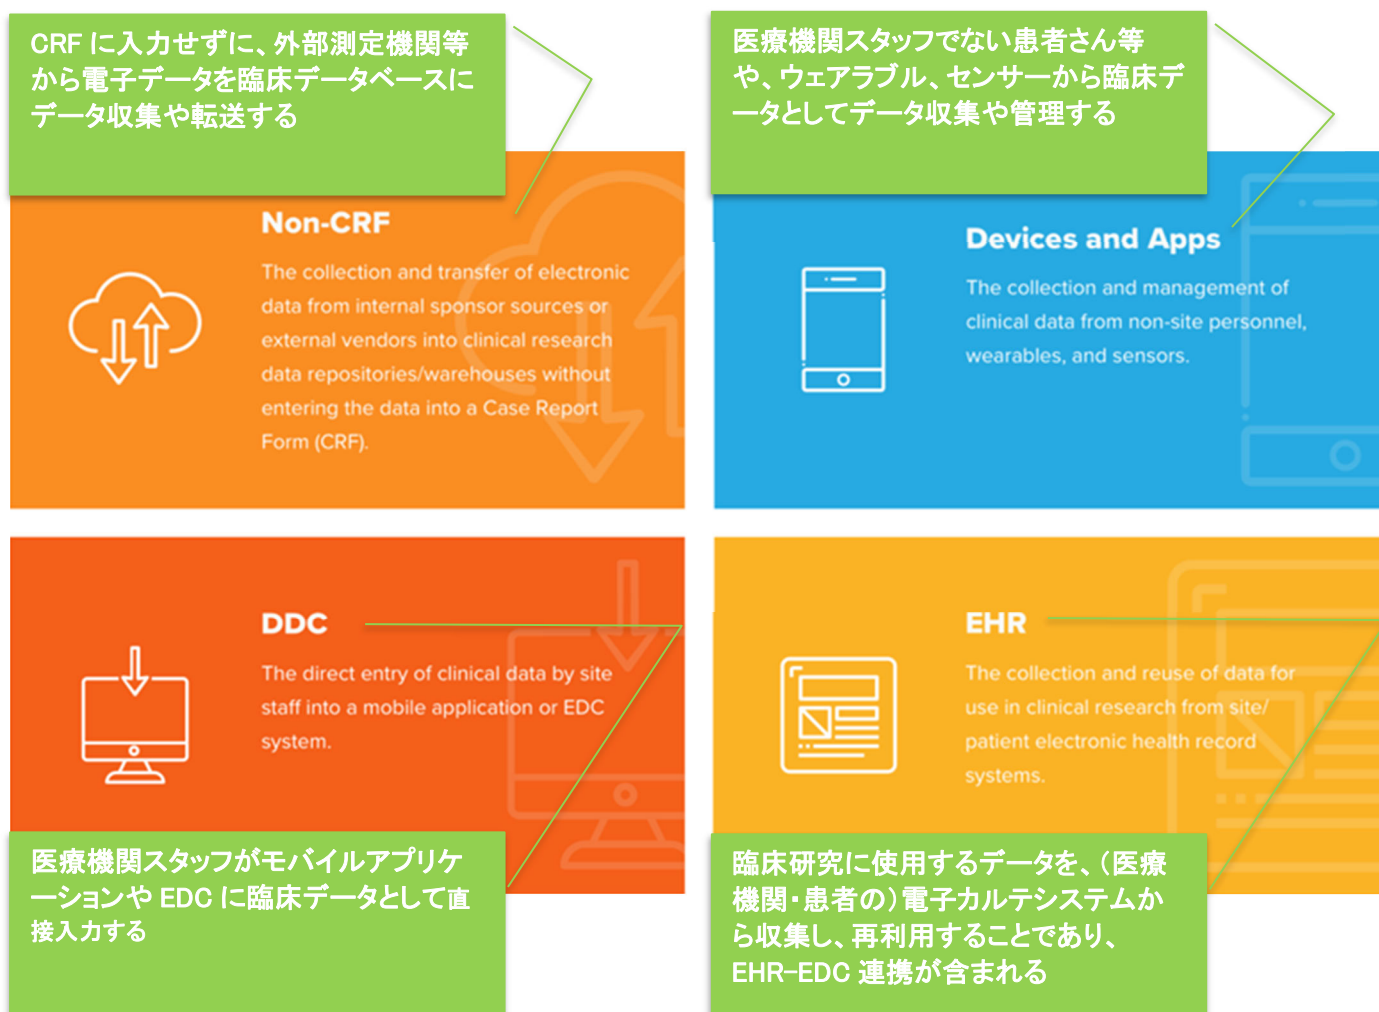 CRF に入力せずに、外部測定機関等
から電子データを臨床データベースに
データ収集や転送する
医療機関スタッフでない患者さん等
や、ウェアラブル、センサーから臨床デ
ータとしてデータ収集や管理する
Non-CRF
The collection and transfer of electronic
data from internal sponsor sources or
external vendors into clinical research
data repositories/warehouses without
entering the data into a Case Report
Form (CRF).
Devices and Apps
The collection and management of
clinical data from non-site personnel,
wearables, and sensors.
DDC
The direct entry of clinical data by site
staff into a mobile application or EDC
system.
EHR
The collection and reuse of data for
use in clinical research from site/
patient electronic health record
systems.
医療機関スタッフがモバイルアプリケ
ーションや EDC に臨床データとして直
接入力する
臨床研究に使用するデータを、（医療
機関・患者の）電子カルテシステムか
ら収集し、再利用することであり、
EHR-EDC 連携が含まれる